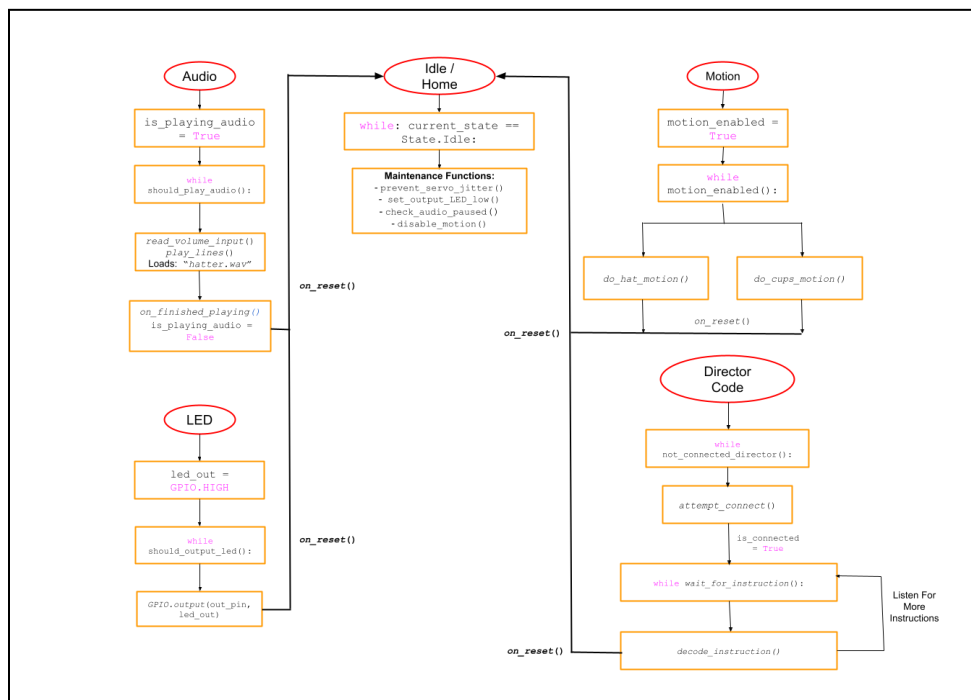 Audio
is_playing_audio
= True
while
should_play_audio():
read_volume_input()
play_lines()
Loads: “hatter.wav”
on_finished_playing()
is_playing_audio =
False
on_reset()
LED
led_out =
GPIO.HIGH
while
should_output_led():
GPIO.output(out_pin,
led_out)
on_reset()
Idle /
Home
while: current_state ==
State.Idle:
Maintenance Functions:
- prevent_servo_jitter()
- set_output_LED_low()
- check_audio_paused()
- disable_motion()
Motion
motion_enabled =
True
while
motion_enabled():
do_hat_motion()
do_cups_motion()
on_reset()
on_reset()
Director
Code
while
not_connected_director():
attempt_connect()
is_connected
= True
while wait_for_instruction():
Listen For
More
Instructions
decode_instruction()
on_reset()